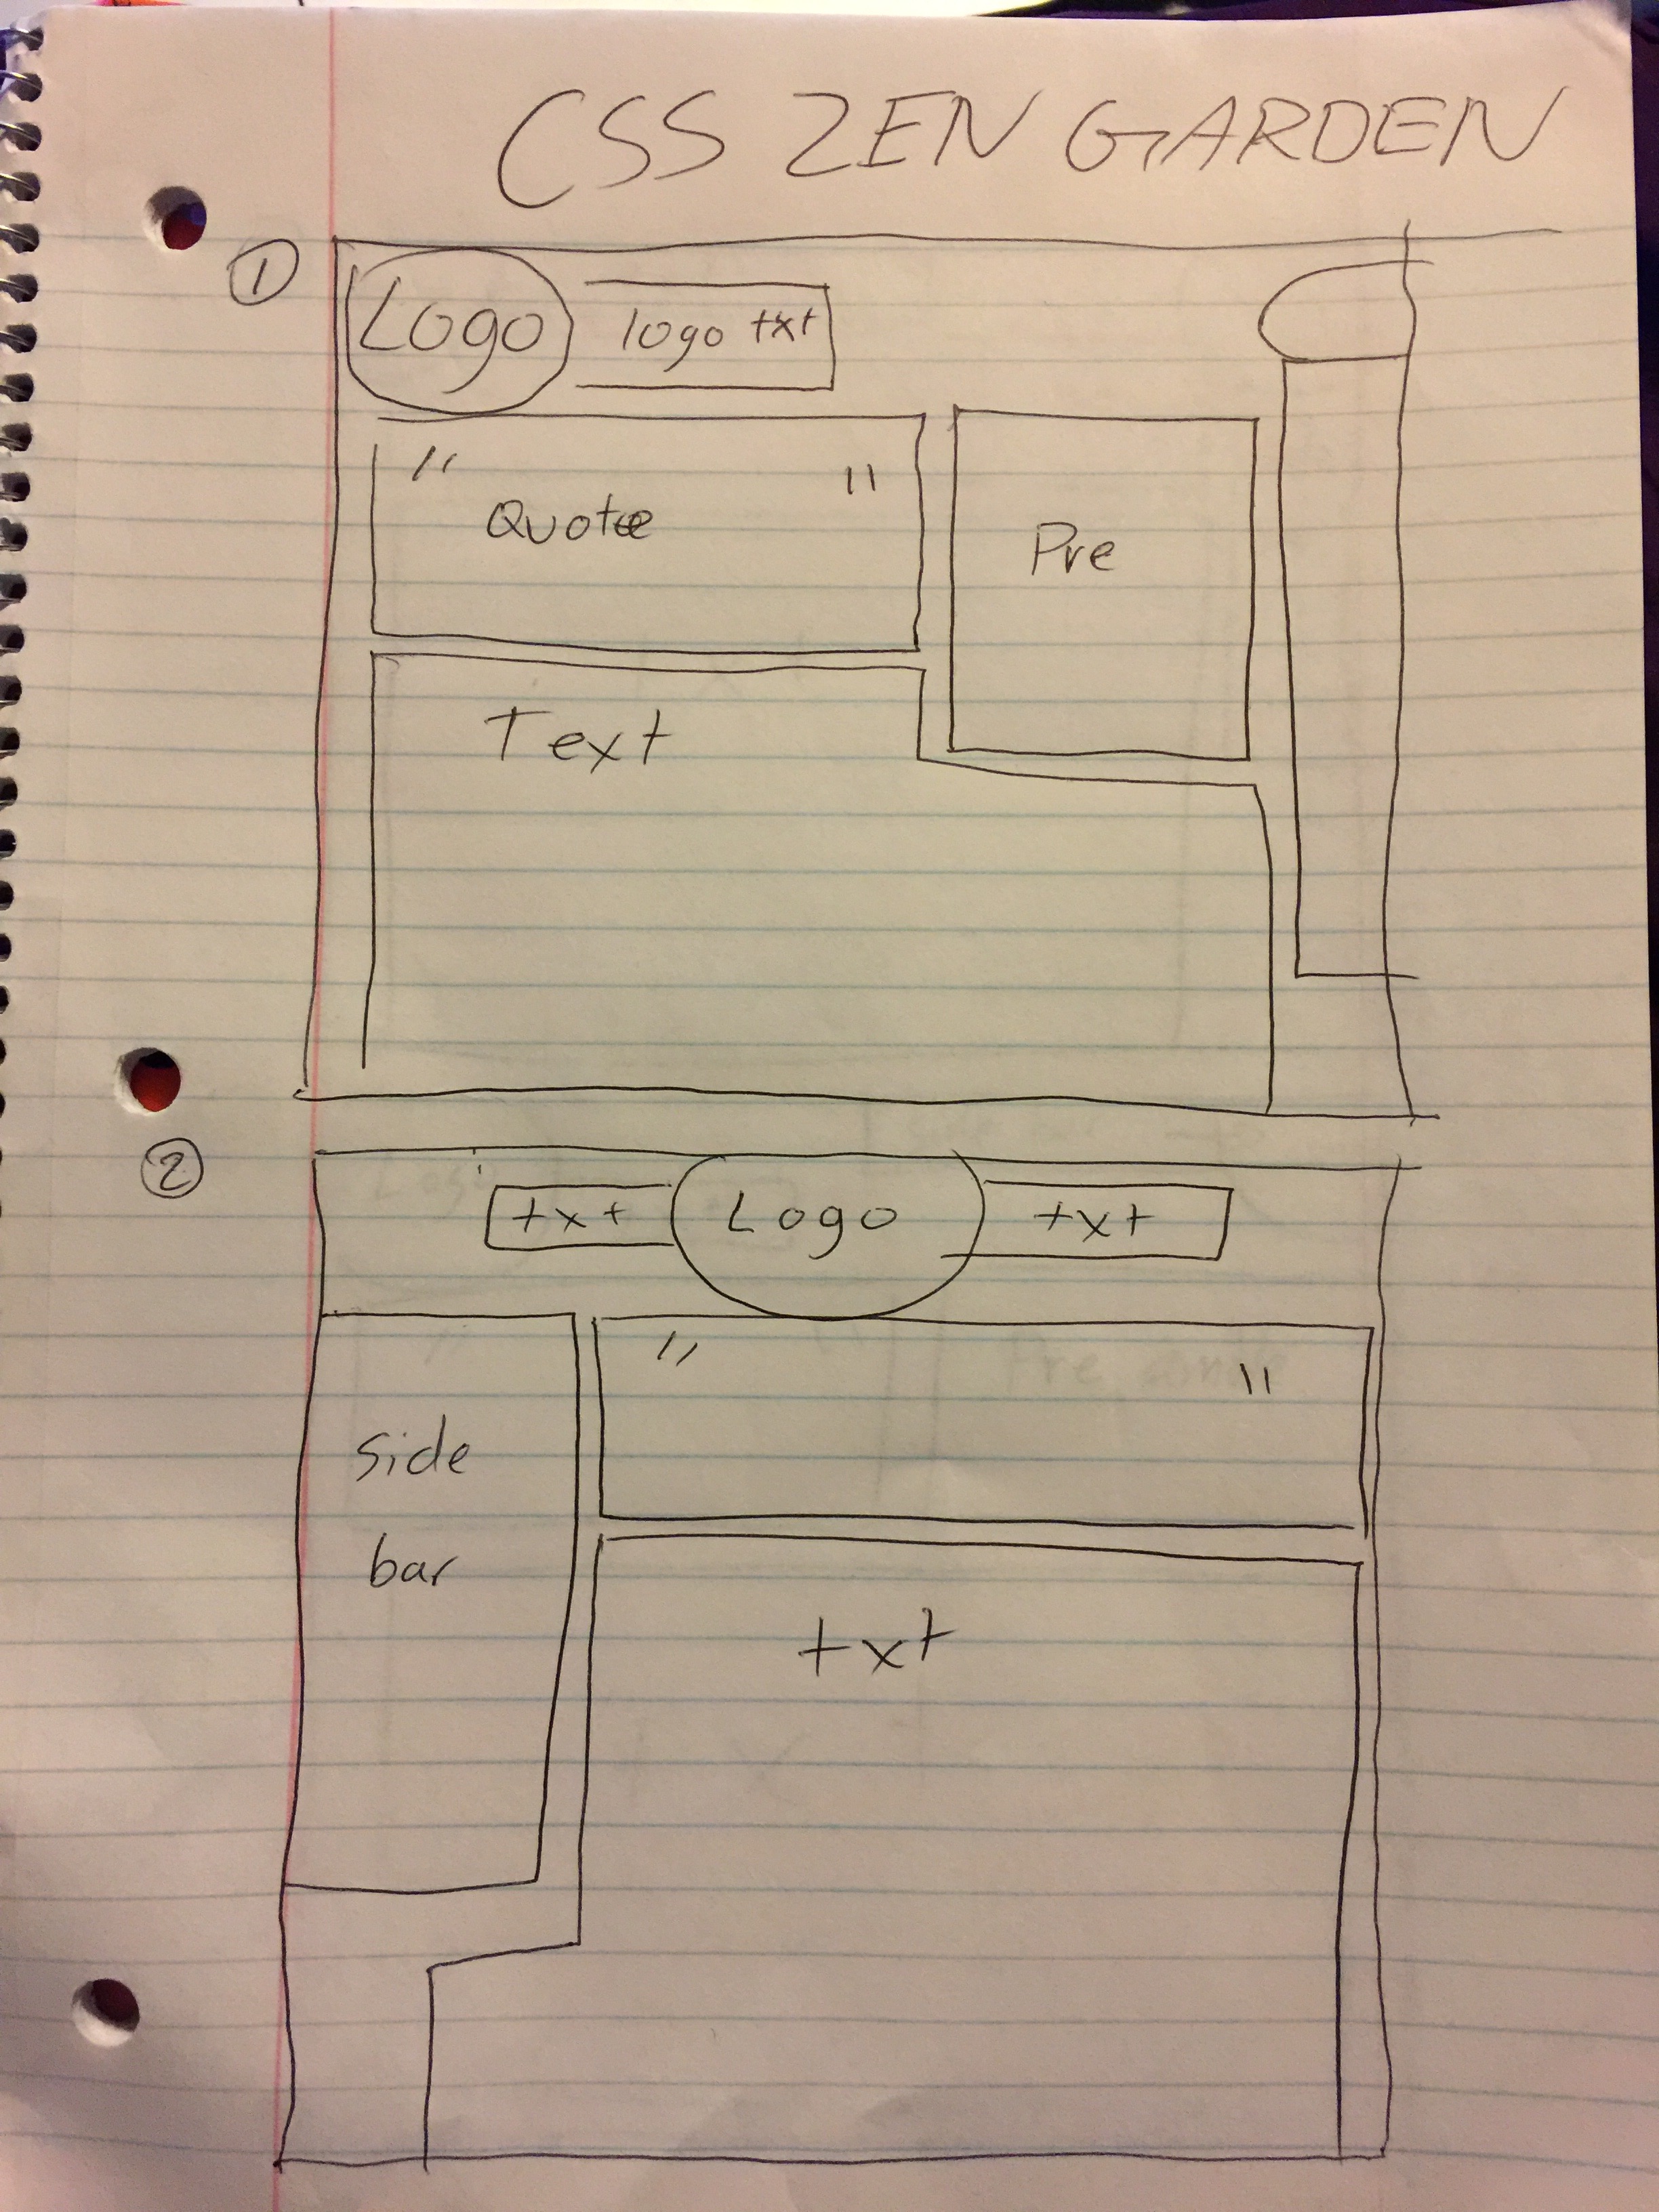 CSS ZEN GARDEN
1
Logo logo txt
" "
Quote
Pre
Text
2
txt Logo txt
" "
side
bar
txt